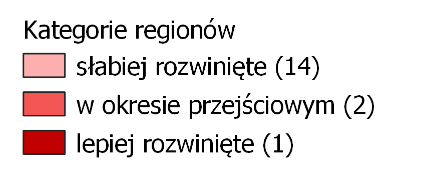 Kategorie regionów
słabiej rozwinięte (14)
w okresie przejściowym (2)
lepiej rozwinięte (1)